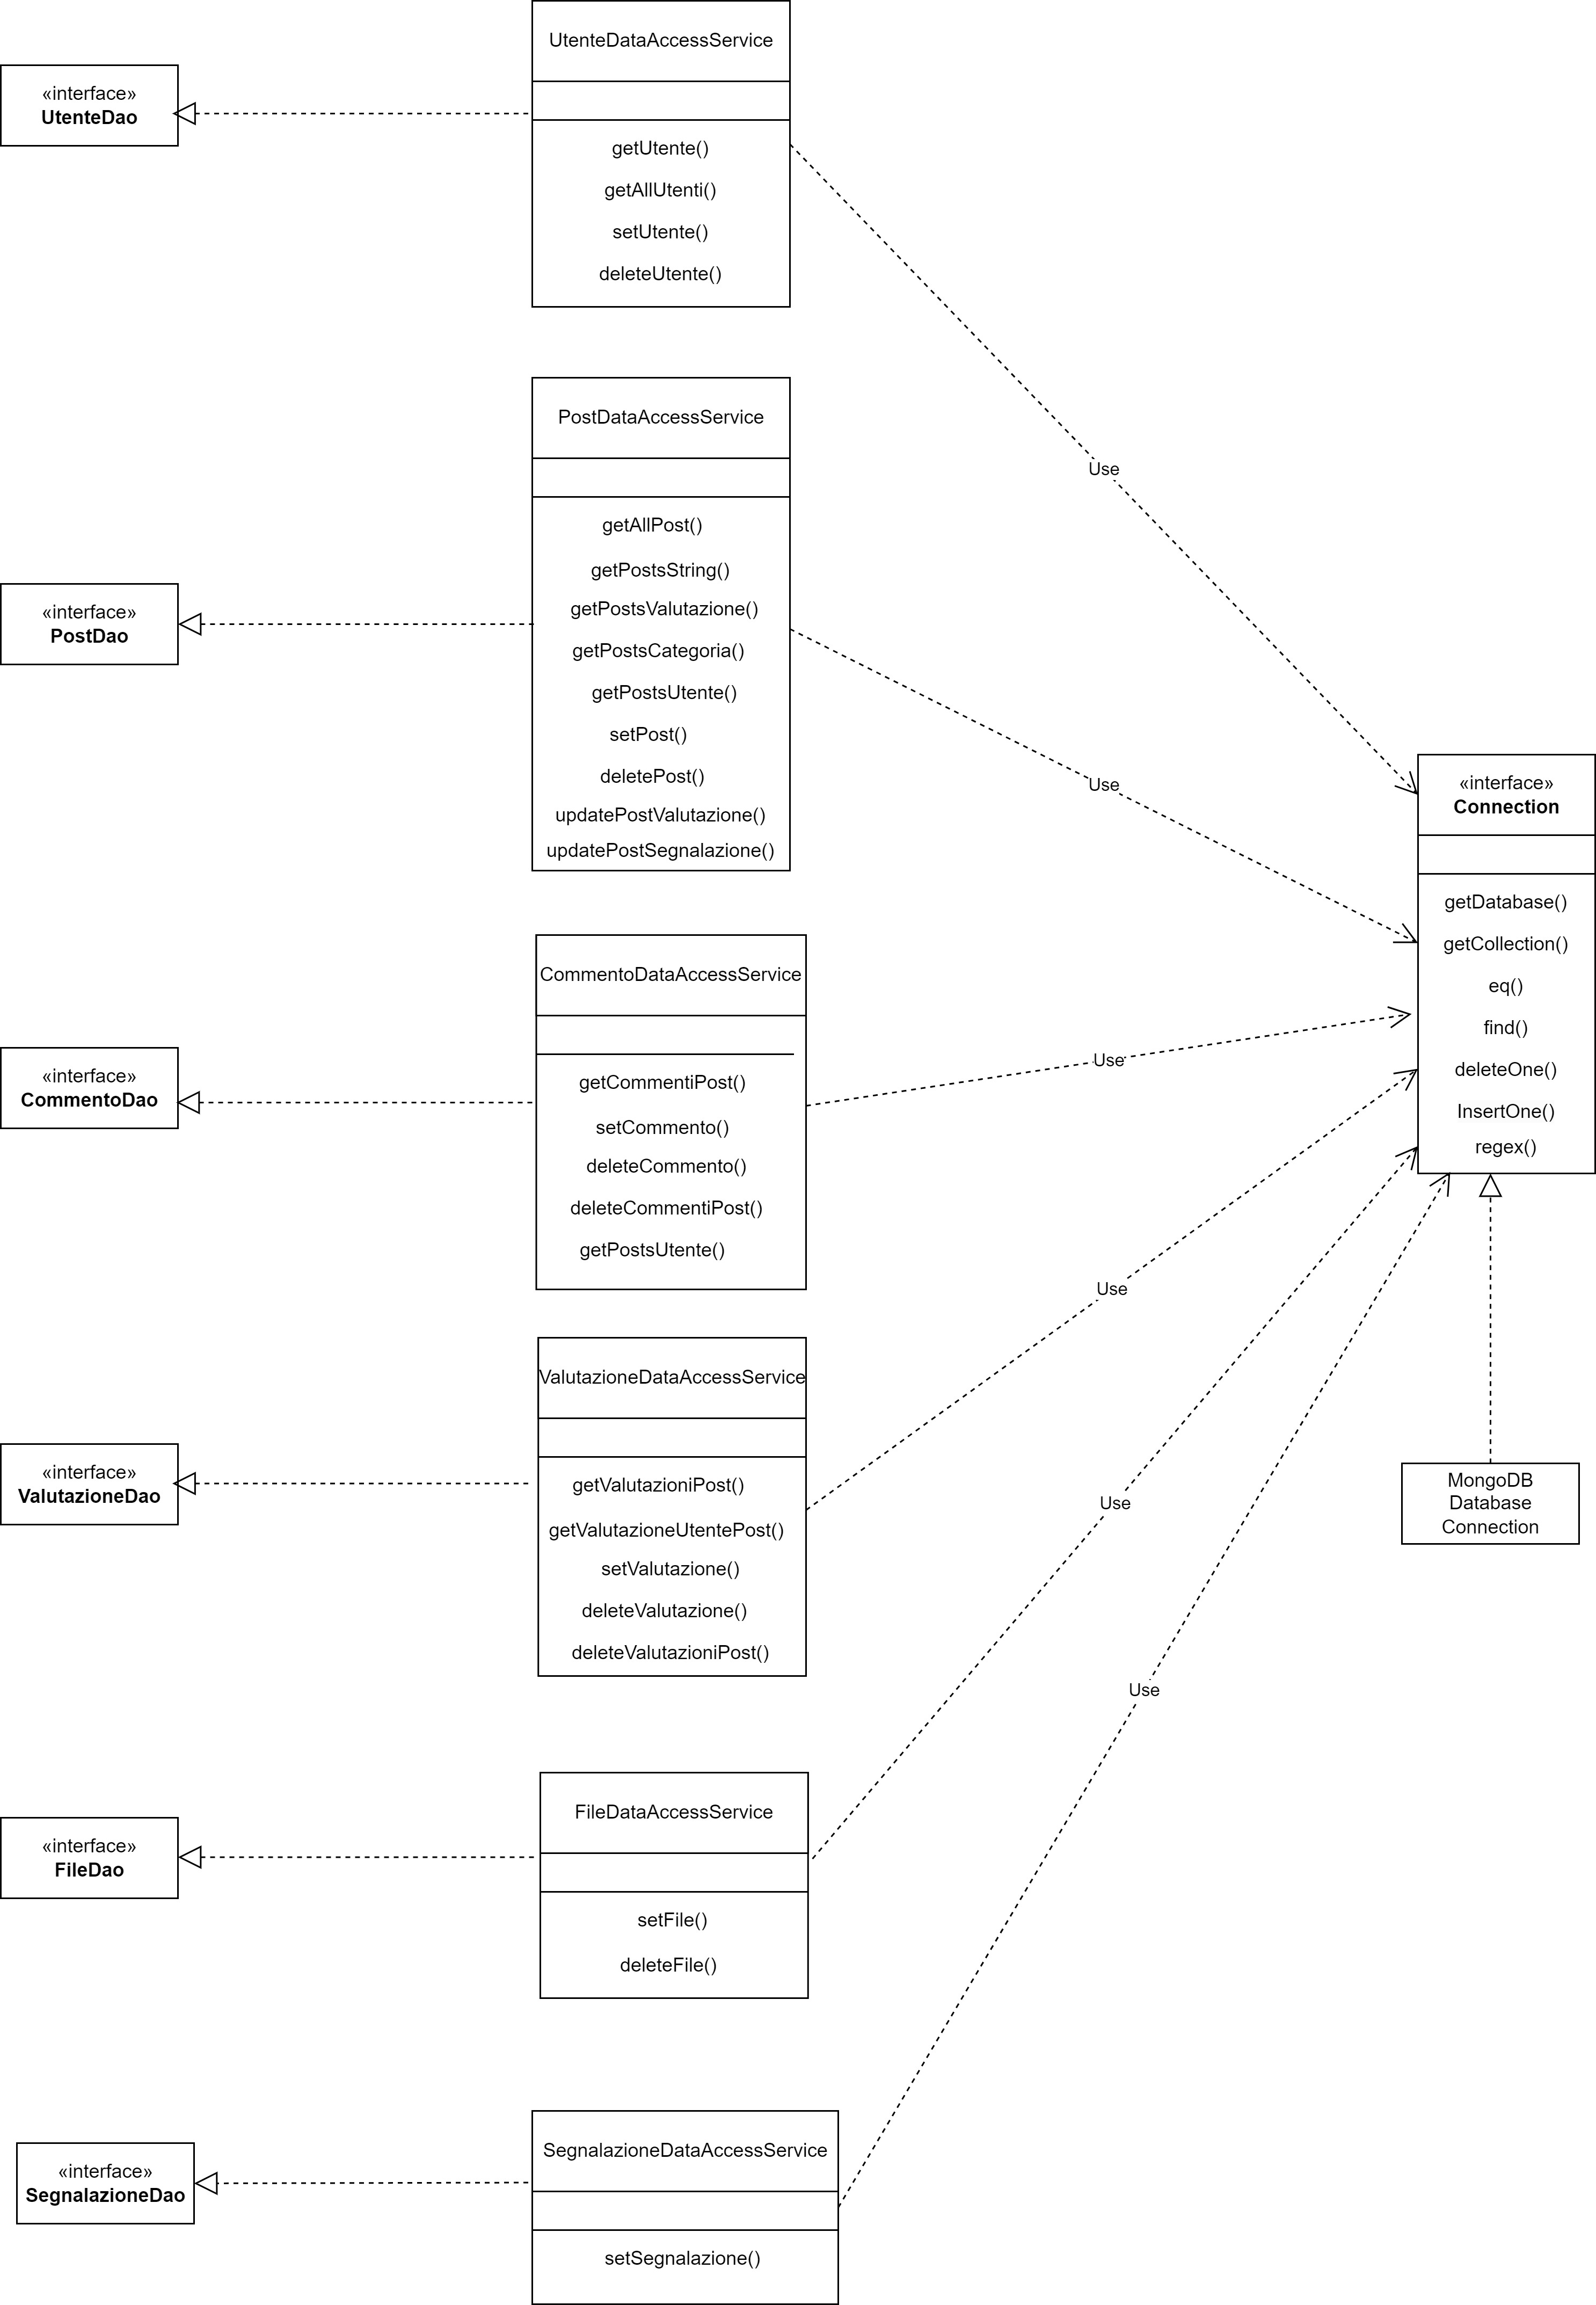 UtenteDataAccessService
«interface»
UtenteDao
getUtente()
getAllUtenti()
setUtente()
deleteUtente()
PostDataAccessService
Use
getAllPost()
getPostsString()
getPostsValutazione()
«interface»
PostDao
getPostsCategoria()
getPostsUtente()
setPost()
deletePost()
updatePostValutazione()
updatePostSegnalazione()
Use
«interface»
Connection
getDatabase()
getCollection()
eq()
find()
deleteOne()
InsertOne()
regex()
CommentoDataAccessService
«interface»
CommentoDao
getCommentiPost()
setCommento()
deleteCommento()
deleteCommentiPost()
getPostsUtente()
Use
Use
ValutazioneDataAccessService
«interface»
ValutazioneDao
getValutazioniPost()
getValutazioneUtentePost()
setValutazione()
deleteValutazione()
deleteValutazioniPost()
Use
MongoDB
Database
Connection
Use
FileDataAccessService
«interface»
FileDao
setFile()
deleteFile()
SegnalazioneDataAccessService
«interface»
SegnalazioneDao
setSegnalazione()